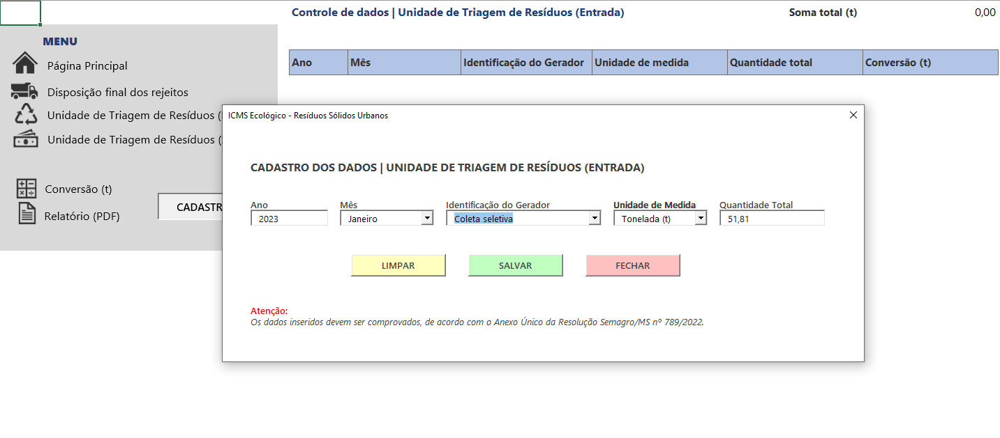 Controle de dados | Unidade de Triagem de Resíduos (Entrada) Soma total (t) 0,00
MENU
Página Principal
Disposição final dos rejeitos
Unidade de Triagem de Resíduos (
Unidade de Triagem de Resíduos (
Conversão (t)
Relatório (PDF)
CADASTR
Ano Mês Identificação do Gerador Unidade de medida Quantidade total Conversão (t)
ICMS Ecológico - Resíduos Sólidos Urbanos
CADASTRO DOS DADOS | UNIDADE DE TRIAGEM DE RESÍDUOS (ENTRADA)
Ano Mês Identificação do Gerador Unidade de Medida Quantidade Total
2023 Janeiro Coleta seletiva Tonelada (t) 51,81
LIMPAR SALVAR FECHAR
Atenção:
Os dados inseridos devem ser comprovados, de acordo com o Anexo Único da Resolução Semagro/MS nº 789/2022.